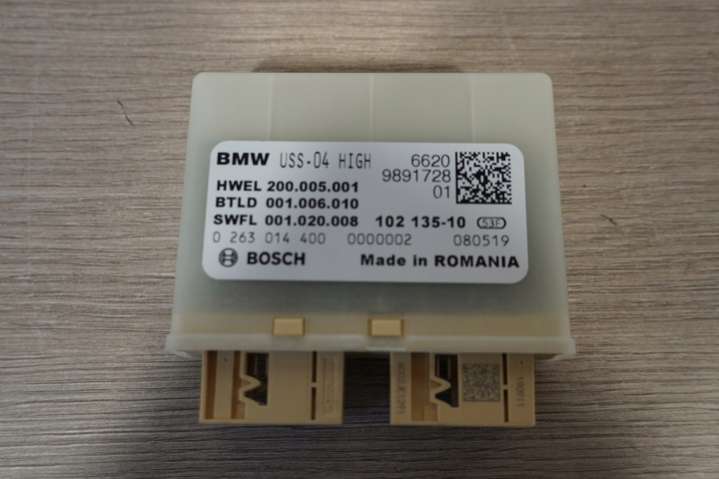 BMW USS-04 HIGH 6620
9891728
HWEL 200.005.001 01
BTLD 001.006.010
SWFL 001.020.008 102 135-10 53F
0 263 014 400 0000002 080519
BOSCH Made in ROMANIA